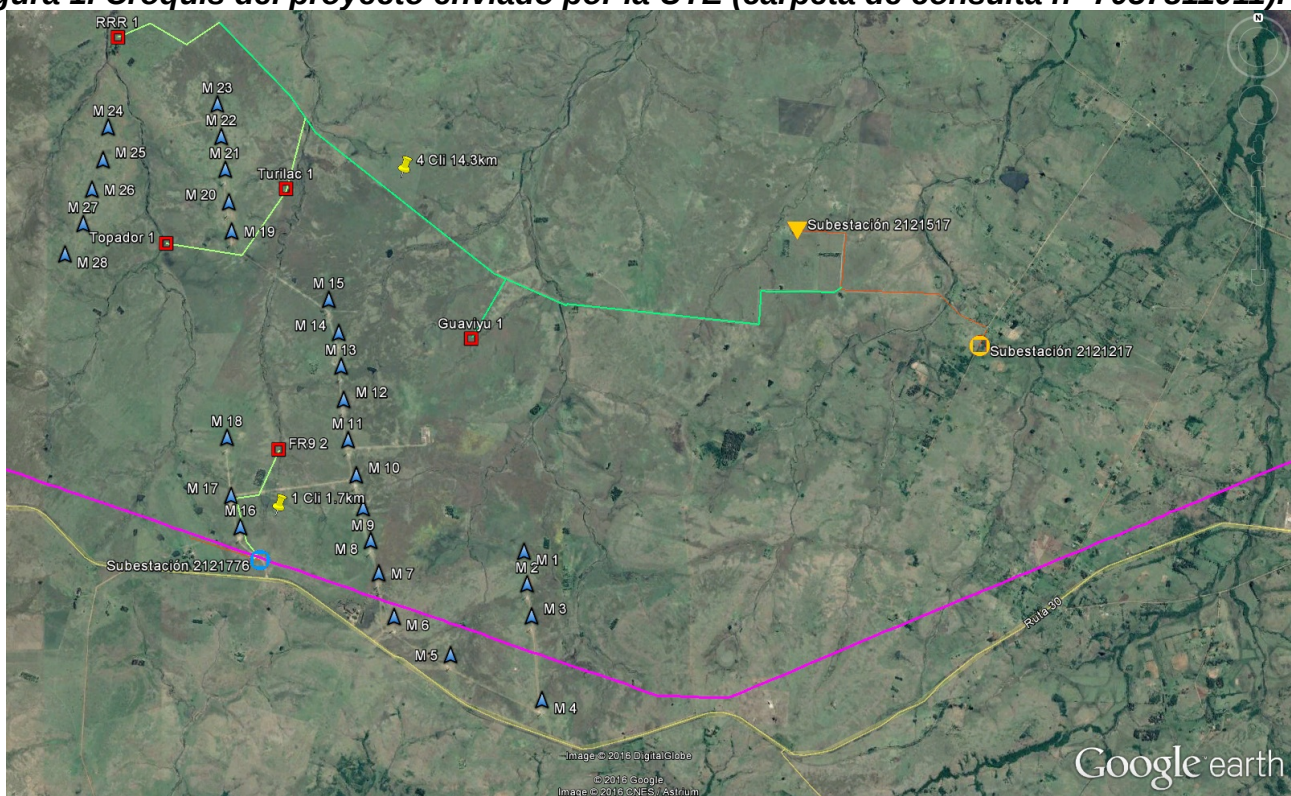 gura 1. Croquis del proyecto enviado por la UTE (carpeta de consulta nº 7037511911).
RRR 1
N
M 23
M 24
M 22
M 25
M 21
4 Cli 14.3km
Turilac 1
M 26
M 20
M 27
M 19
Subestación 2121517
Topador 1
M 28
M 15
M 14
Guaviyu 1
M 13
Subestación 2121217
M 12
M 18
M 11
FR9 2
M 10
M 17
1 Cli 1.7km
M 16
M 9
M 8
M 1
Subestación 2121776
M 2
M 7
M 3
Ruta 30
M 6
M 5
M 4
Image © 2016 DigitalGlobe
© 2016 Google
Image © 2016 CNES / Astrium
Google earth